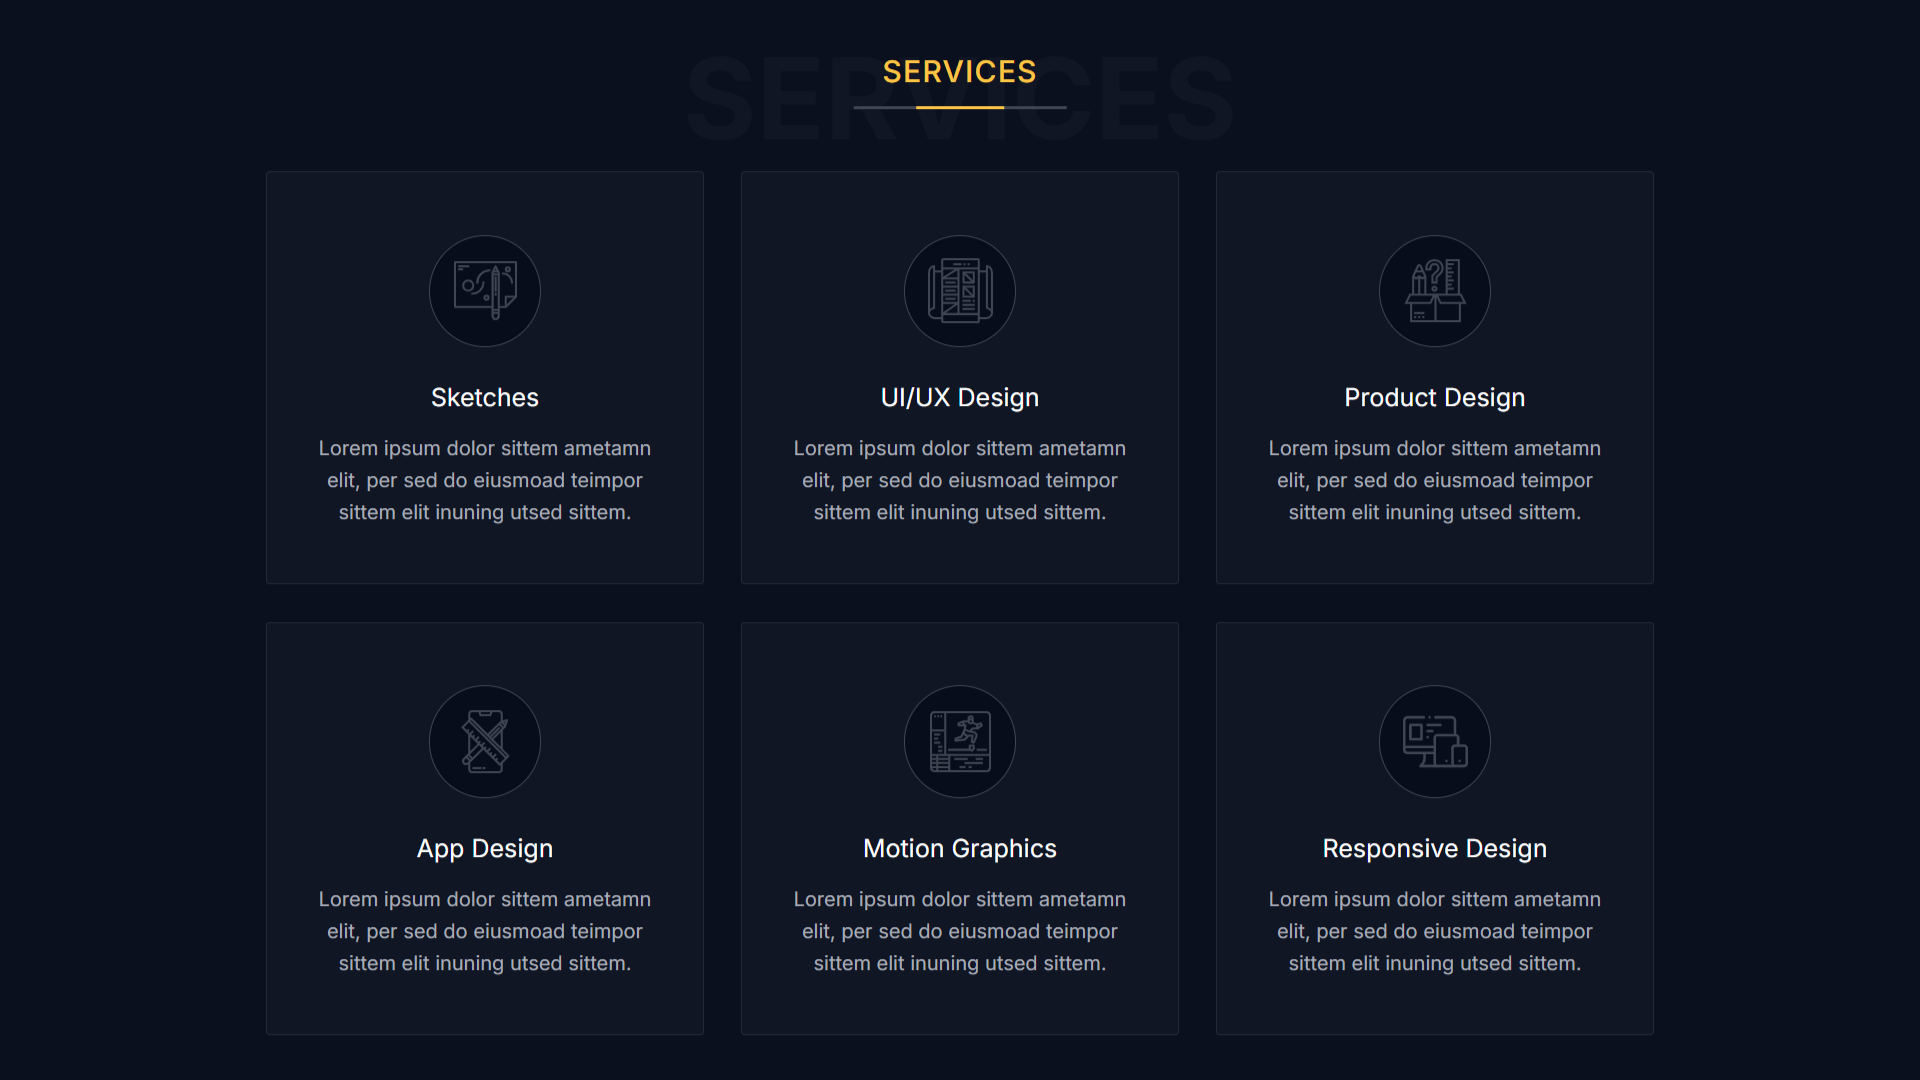 SERVICES
SERVICES
Sketches
Lorem ipsum dolor sittem ametamn
elit, per sed do eiusmoad teimpor
sittem elit inuning utsed sittem.
UI/UX Design
Lorem ipsum dolor sittem ametamn
elit, per sed do eiusmoad teimpor
sittem elit inuning utsed sittem.
Product Design
Lorem ipsum dolor sittem ametamn
elit, per sed do eiusmoad teimpor
sittem elit inuning utsed sittem.
App Design
Lorem ipsum dolor sittem ametamn
elit, per sed do eiusmoad teimpor
sittem elit inuning utsed sittem.
Motion Graphics
Lorem ipsum dolor sittem ametamn
elit, per sed do eiusmoad teimpor
sittem elit inuning utsed sittem.
Responsive Design
Lorem ipsum dolor sittem ametamn
elit, per sed do eiusmoad teimpor
sittem elit inuning utsed sittem.